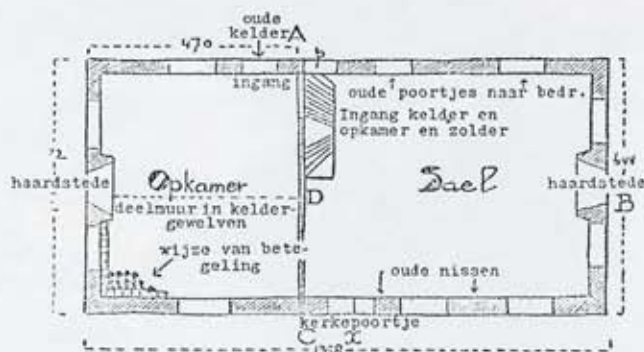 oude
kelder A
470
ingang
oude poortjes naar bedr.
Ingang kelder en
opkamer en zolder
haardstede
Opkamer
Sael
haardstede
B
D
deelmuur in kelder-
gewelven
wijze van bete-
geling
oude nissen
kerkepoortje
C x